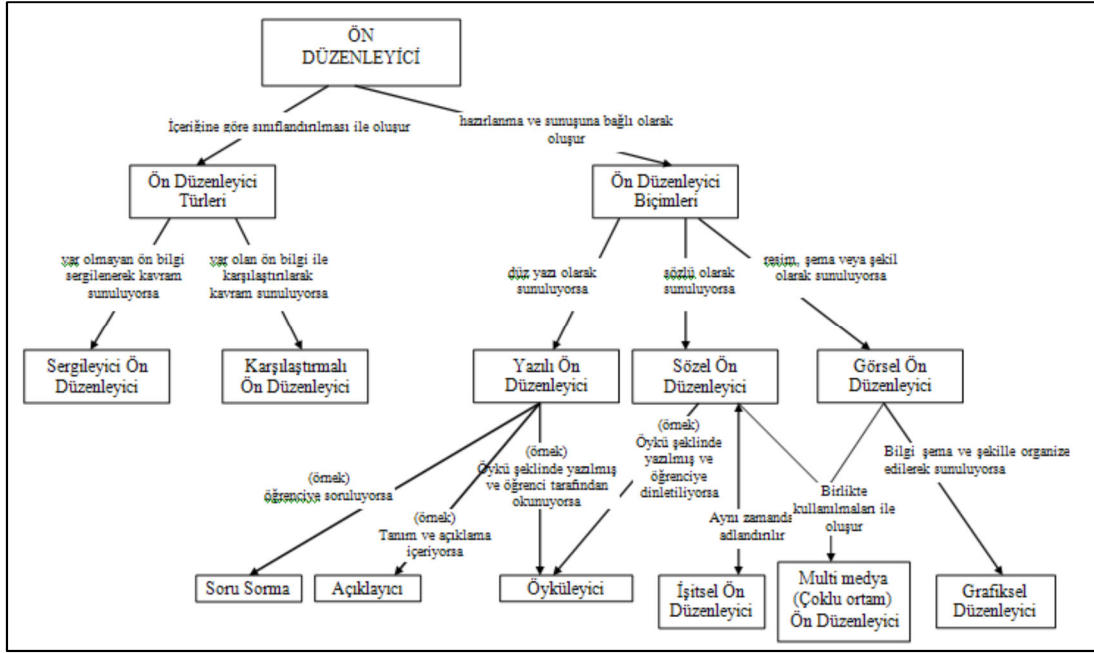 ÖN
DÜZENLEYİCİ
İçeriğine göre sınıflandırılması ile oluşur
hazırlanma ve sunuşuna bağlı olarak
oluşur
Ön Düzenleyici
Türleri
Ön Düzenleyici
Biçimleri
var olmayan ön bilgi
sergilenerek kavram
sunuluyorsa
var olan ön bilgi ile
karşılaştırılarak
kavram sunuluyorsa
düz yazı olarak
sunuluyorsa
sözlü olarak
sunuluyorsa
resim, şema veya şekil
olarak sunuluyorsa
Sergileyici Ön
Düzenleyici
Karşılaştırmalı
Ön Düzenleyici
Yazılı Ön
Düzenleyici
Sözel Ön
Düzenleyici
Görsel Ön
Düzenleyici
(örnek)
öğrenciye soruluyorsa
(örnek)
Tanım ve açıklama
içeriyorsa
(örnek)
Öykü şeklinde yazılmış
ve öğrenci tarafından
okunuyorsa
(örnek)
Öykü şeklinde
yazılmış ve
öğrenciye
dinletiliyorsa
Aynı zamanda
adlandırılır
Birlikte
kullanılmaları ile
oluşur
Bilgi şema ve şekille organize
edilerek sunuluyorsa
Soru Sorma
Açıklayıcı
Öyküleyici
İşitsel Ön
Düzenleyici
Multi medya
(Çoklu ortam)
Ön Düzenleyici
Grafiksel
Düzenleyici